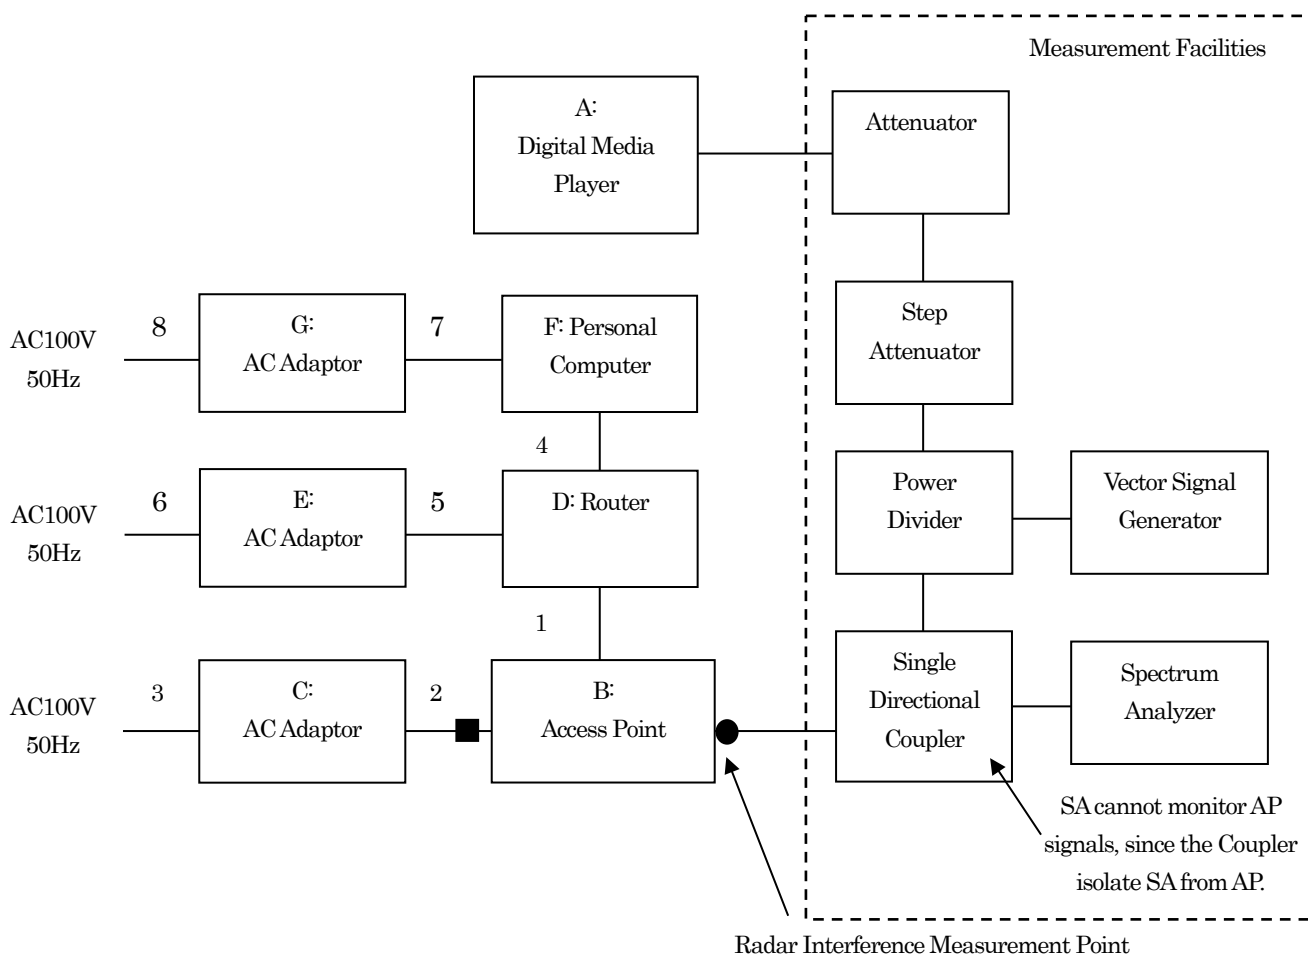 Measurement Facilities
A:
Digital Media
Player
Attenuator
Step
Attenuator
AC100V
50Hz
8
G:
AC Adaptor
7
F: Personal
Computer
4
AC100V
50Hz
6
E:
AC Adaptor
5
D: Router
Power
Divider
Vector Signal
Generator
1
AC100V
50Hz
3
C:
AC Adaptor
2
B:
Access Point
Single
Directional
Coupler
Spectrum
Analyzer
SA cannot monitor AP
signals, since the Coupler
isolate SA from AP.
Radar Interference Measurement Point